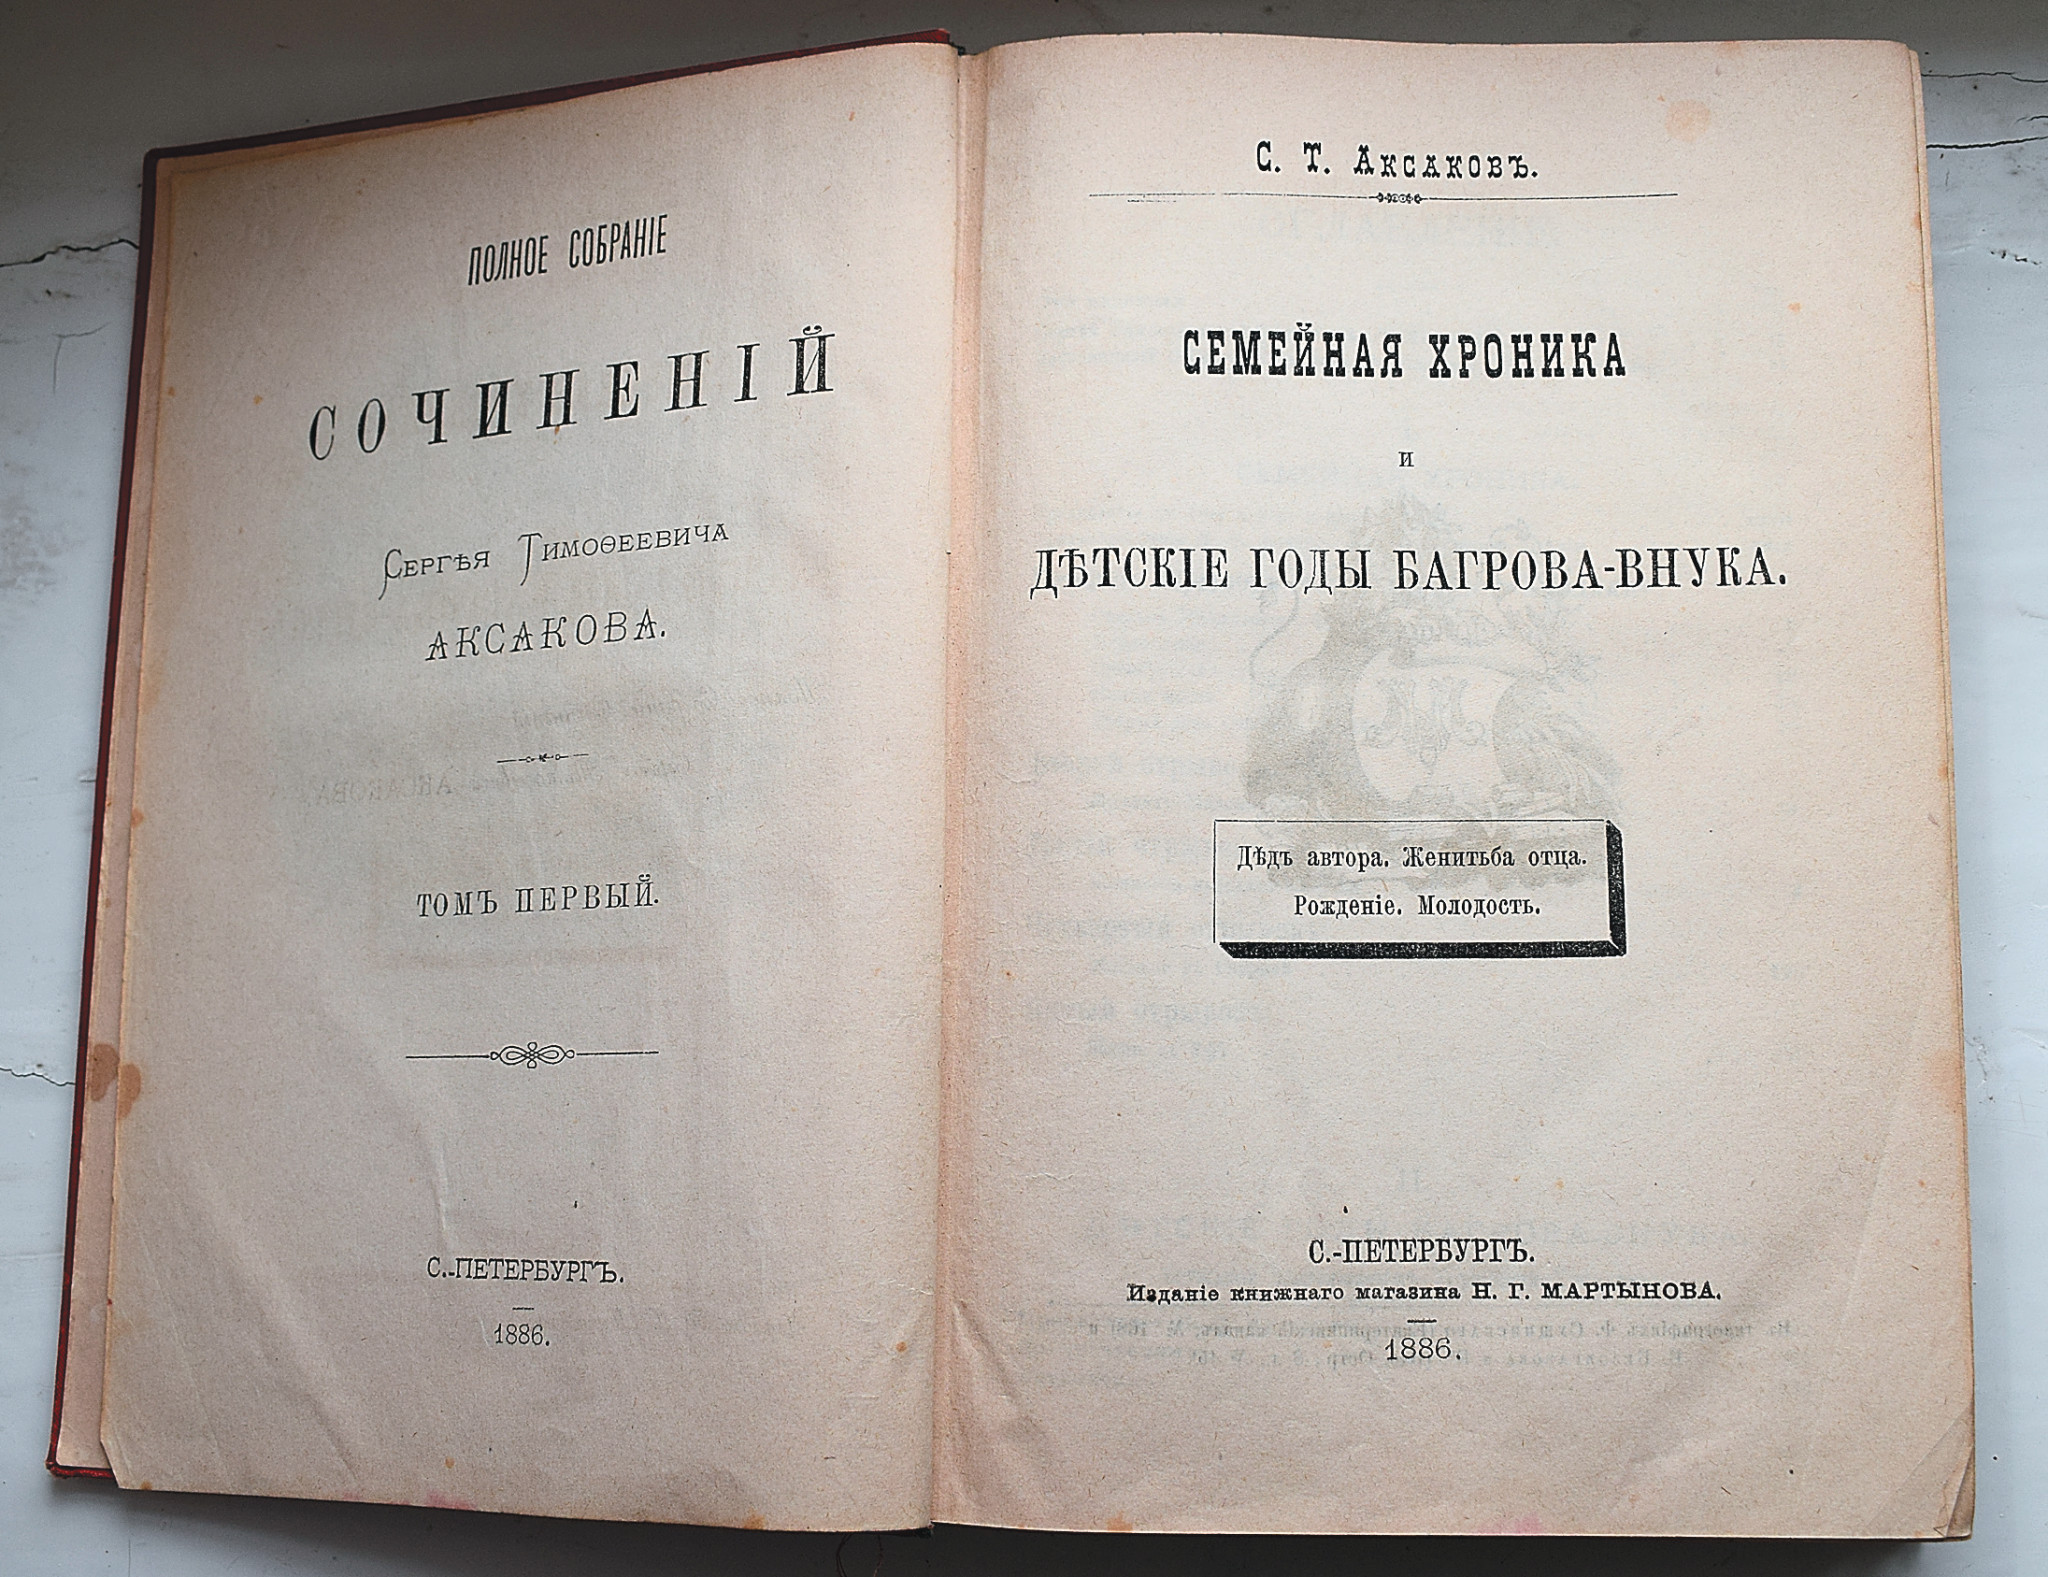 ПОЛНОЕ СОБРАНІЕ
СОЧИНЕНІЙ
Сергѣя Тимоѳеевича
АКСАКОВА.
ТОМЪ ПЕРВЫЙ.
С.-ПЕТЕРБУРГЪ.
1886.
С. Т. Аксаковъ.
СЕМЕЙНАЯ ХРОНИКА
И
ДѢТСКІЕ ГОДЫ БАГРОВА-ВНУКА.
Дѣдъ автора. Женитьба отца.
Рожденіе. Молодость.
С.-ПЕТЕРБУРГЪ.
Изданіе книжнаго магазина Н. Г. МАРТЫНОВА.
1886.